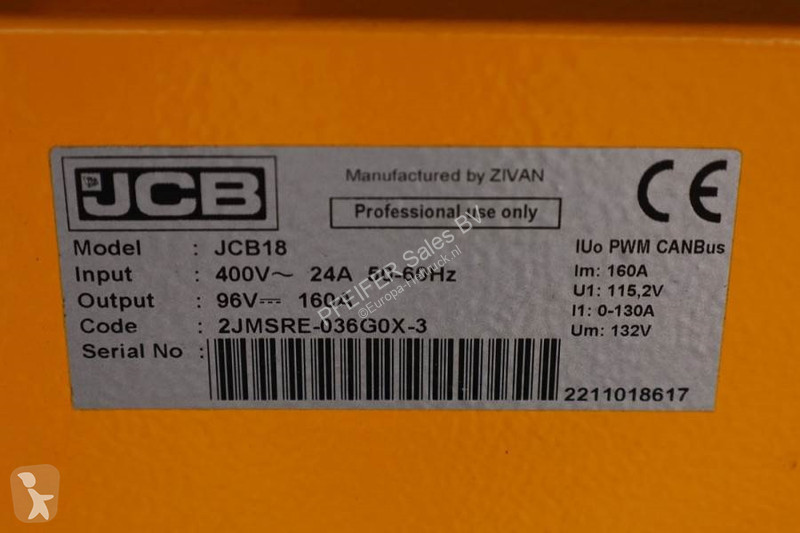 JCB
Manufactured by ZIVAN
Professional use only
CE
Model : JCB18
Input : 400V~ 24A 50-60Hz
Output : 96V⎓ 160A
Code : 2JMSRE-036G0X-3
Serial No :
2211018617
IUo PWM CANBus
Im: 160A
U1: 115,2V
I1: 0-130A
Um: 132V
PFEIFER Sales BV
©Europa-heftruck.nl